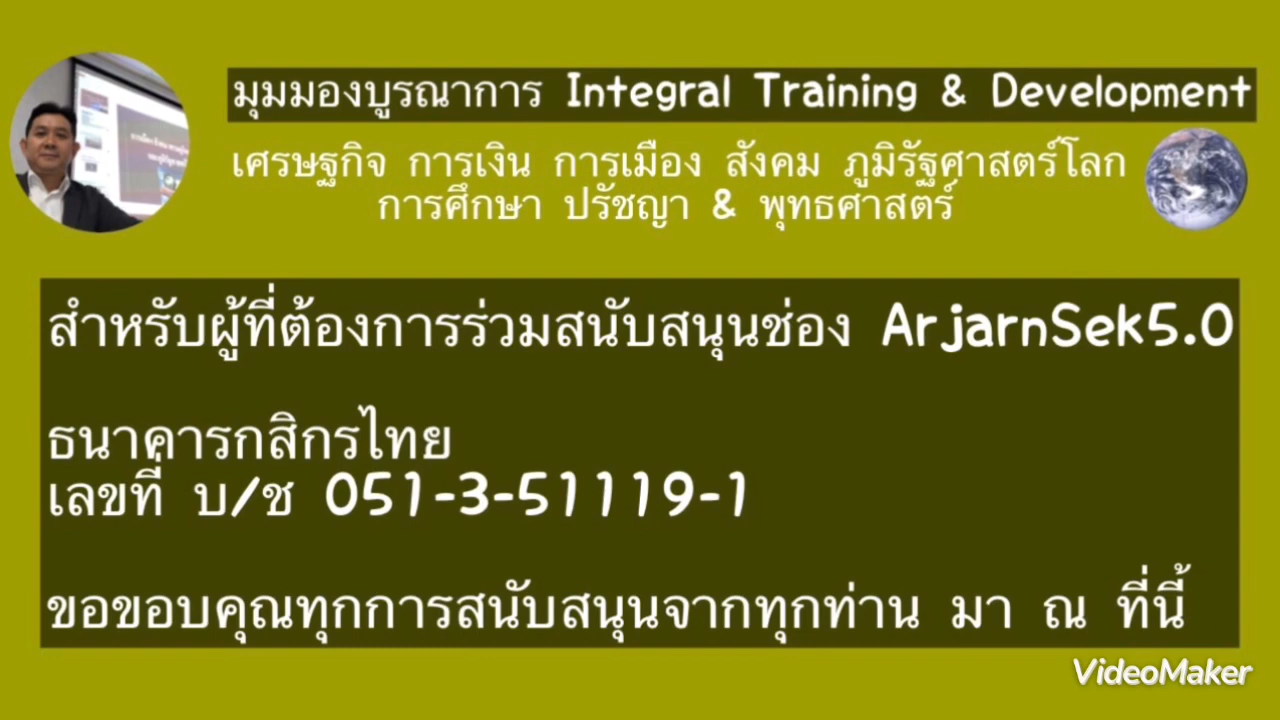 มุมมองบูรณาการ Integral Training & Development
เศรษฐกิจ การเงิน การเมือง สังคม ภูมิรัฐศาสตร์โลก
การศึกษา ปรัชญา & พุทธศาสตร์
สำหรับผู้ที่ต้องการร่วมสนับสนุนช่อง ArjarnSek5.0
ธนาคารกสิกรไทย
เลขที่ บ/ช 051-3-51119-1
ขอขอบคุณทุกการสนับสนุนจากทุกท่าน มา ณ ที่นี้
VideoMaker